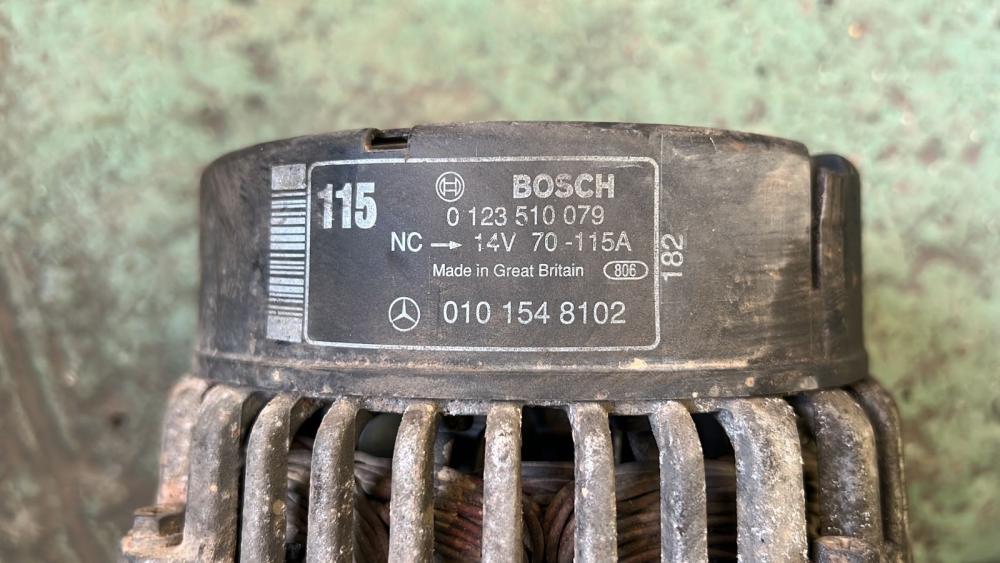 115
BOSCH
0 123 510 079
NC → 14V 70 -115A
Made in Great Britain 806
010 154 8102
182